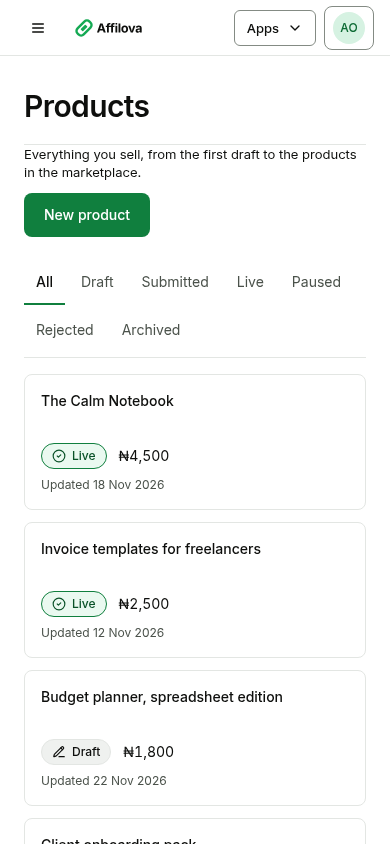 Affilova
Apps
AO
Products
Everything you sell, from the first draft to the products
in the marketplace.
New product
All Draft Submitted Live Paused
Rejected Archived
The Calm Notebook
Live ₦4,500
Updated 18 Nov 2026
Invoice templates for freelancers
Live ₦2,500
Updated 12 Nov 2026
Budget planner, spreadsheet edition
Draft ₦1,800
Updated 22 Nov 2026
Client onboarding pack